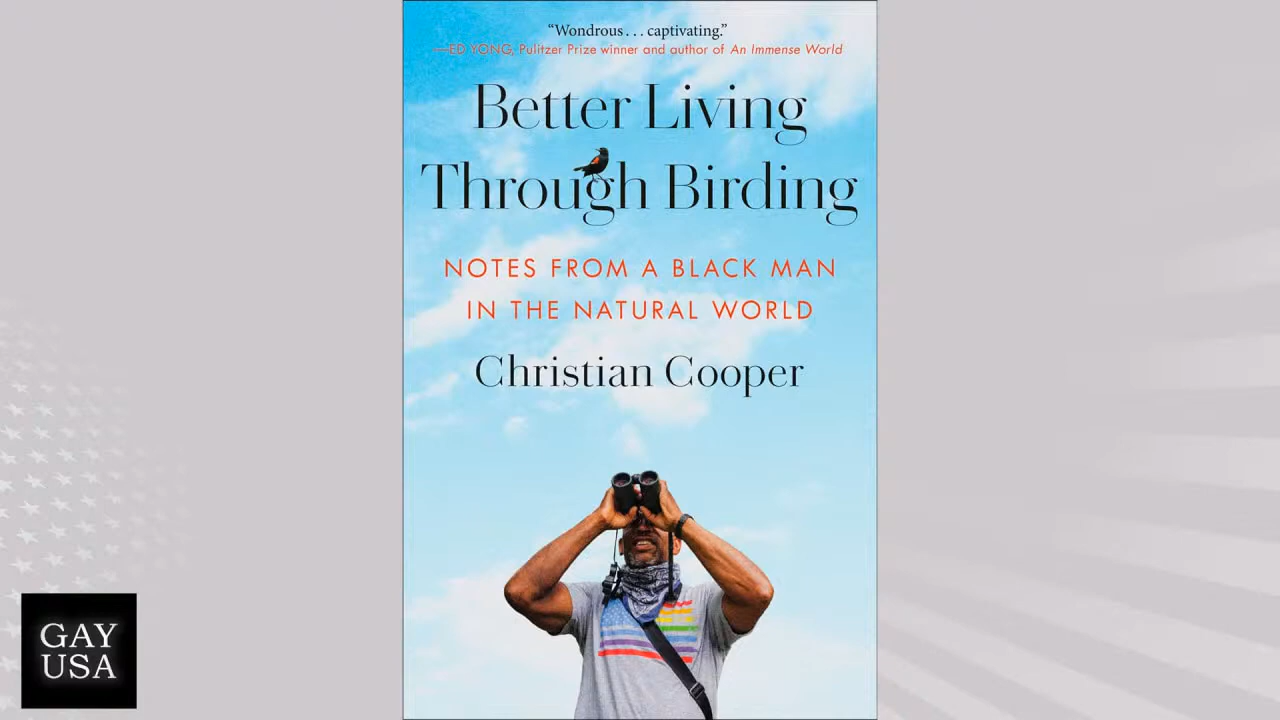 “Wondrous . . . captivating.”
—ED YONG, Pulitzer Prize winner and author of An Immense World
Better Living
Through Birding
NOTES FROM A BLACK MAN
IN THE NATURAL WORLD
Christian Cooper
GAY
USA